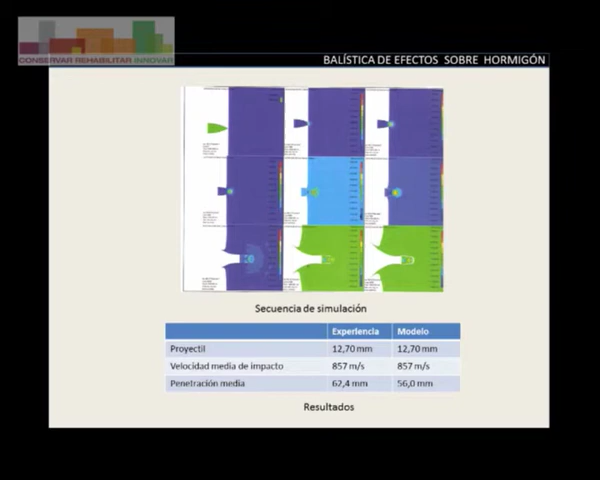 CONSERVAR REHABILITAR INNOVAR
BALÍSTICA DE EFECTOS SOBRE HORMIGÓN
Secuencia de simulación
Experiencia Modelo
Proyectil 12,70 mm 12,70 mm
Velocidad media de impacto 857 m/s 857 m/s
Penetración media 62,4 mm 56,0 mm
Resultados